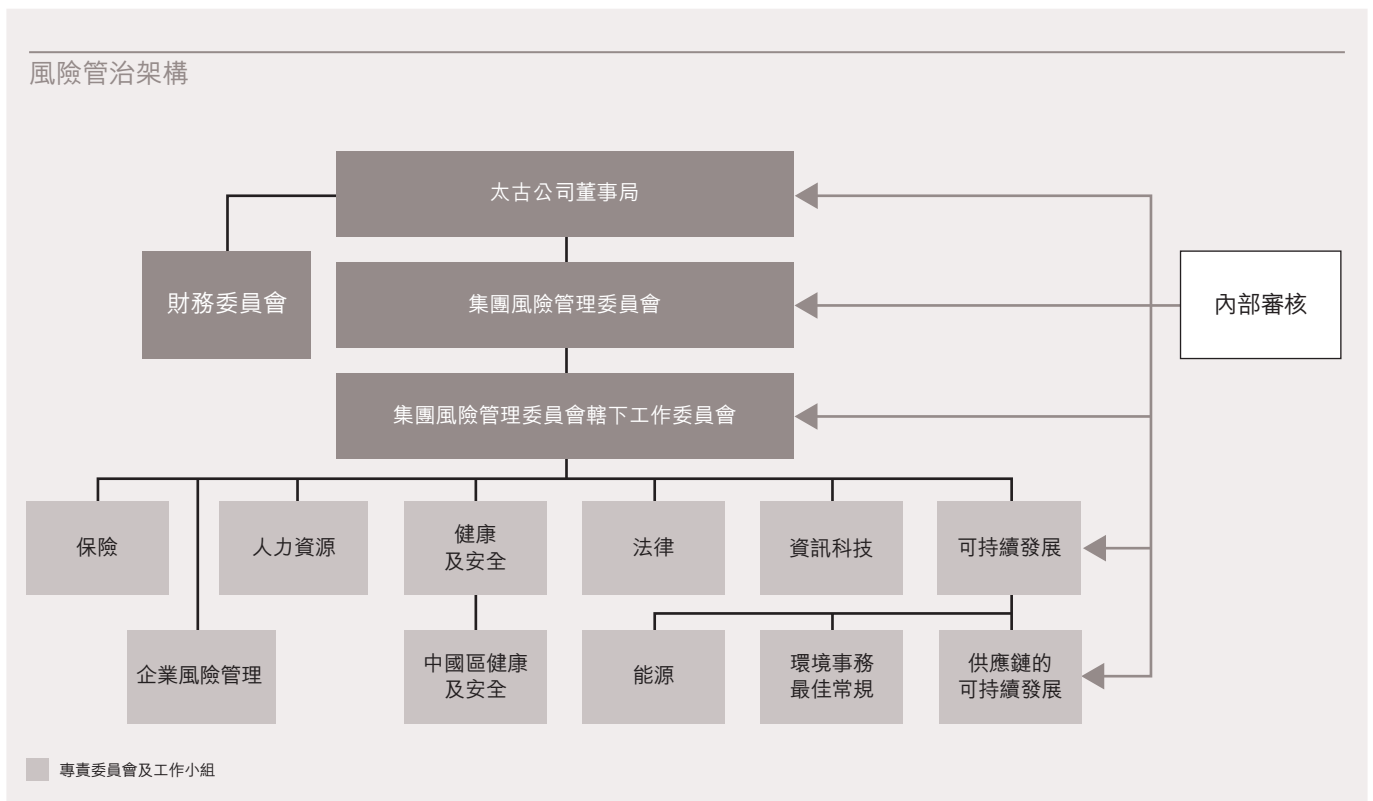 風險管治架構
太古公司董事局
財務委員會
集團風險管理委員會
內部審核
集團風險管理委員會轄下工作委員會
保險
人力資源
健康
及安全
法律
資訊科技
可持續發展
企業風險管理
中國區健康
及安全
能源
環境事務
最佳常規
供應鏈的
可持續發展
專責委員會及工作小組